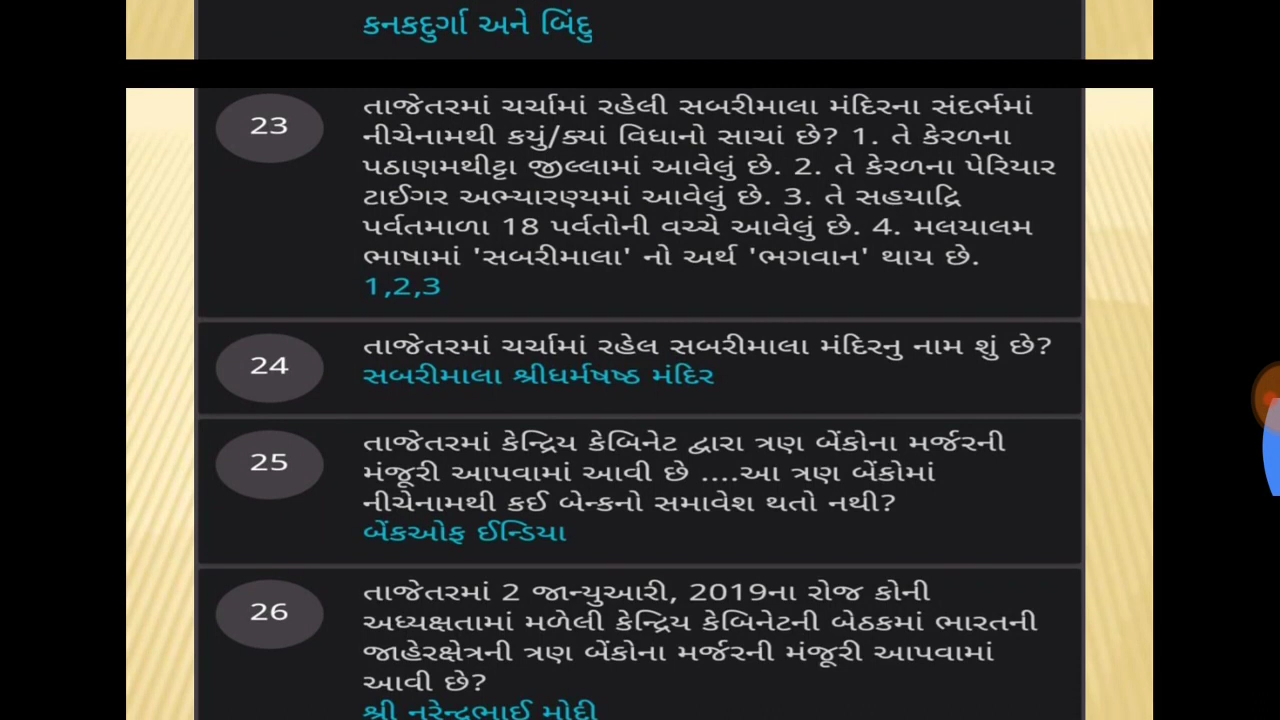 કનકદુર્ગા અને બિંદુ
23
તાજેતરમાં ચર્ચામાં રહેલી સબરીમાલા મંદિરના સંદર્ભમાં
નીચેનામથી કયું/ક્યાં વિધાનો સાચાં છે? 1. તે કેરળના
પઠાણમથીટ્ટા જીલ્લામાં આવેલું છે. 2. તે કેરળના પેરિયાર
ટાઈગર અભ્યારણ્યમાં આવેલું છે. 3. તે સહયાદ્રિ
પર્વતમાળા 18 પર્વતોની વચ્ચે આવેલું છે. 4. મલયાલમ
ભાષામાં 'સબરીમાલા' નો અર્થ 'ભગવાન' થાય છે.
1,2,3
24
તાજેતરમાં ચર્ચામાં રહેલ સબરીમાલા મંદિરનુ નામ શું છે?
સબરીમાલા શ્રીધર્મષષ્ઠ મંદિર
25
તાજેતરમાં કેન્દ્રિય કેબિનેટ દ્વારા ત્રણ બેંકોના મર્જરની
મંજૂરી આપવામાં આવી છે ....આ ત્રણ બેંકોમાં
નીચેનામથી કઈ બેન્કનો સમાવેશ થતો નથી?
બેંકઓફ ઈન્ડિયા
26
તાજેતરમાં 2 જાન્યુઆરી, 2019ના રોજ કોની
અધ્યક્ષતામાં મળેલી કેન્દ્રિય કેબિનેટની બેઠકમાં ભારતની
જાહેરક્ષેત્રની ત્રણ બેંકોના મર્જરની મંજૂરી આપવામાં
આવી છે?
શ્રી નરેન્દ્રભાઈ મોદી